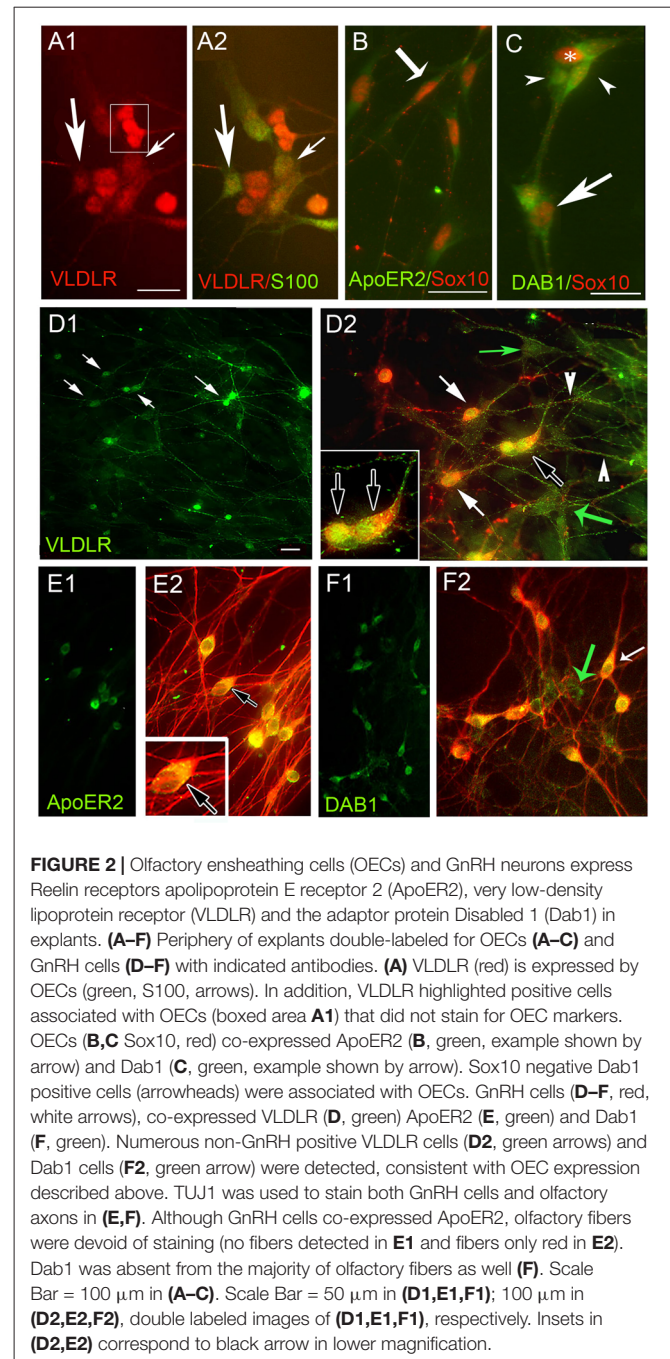 A1
A2
B
C
*
VLDLR
VLDLR/S100
ApoER2/Sox10
DAB1/Sox10
D1
D2
VLDLR
E1
E2
F1
F2
ApoER2
DAB1
FIGURE 2 | Olfactory ensheathing cells (OECs) and GnRH neurons express
Reelin receptors apolipoprotein E receptor 2 (ApoER2), very low-density
lipoprotein receptor (VLDLR) and the adaptor protein Disabled 1 (Dab1) in
explants. (A–F) Periphery of explants double-labeled for OECs (A–C) and
GnRH cells (D–F) with indicated antibodies. (A) VLDLR (red) is expressed by
OECs (green, S100, arrows). In addition, VLDLR highlighted positive cells
associated with OECs (boxed area A1) that did not stain for OEC markers.
OECs (B,C Sox10, red) co-expressed ApoER2 (B, green, example shown by
arrow) and Dab1 (C, green, example shown by arrow). Sox10 negative Dab1
positive cells (arrowheads) were associated with OECs. GnRH cells (D–F, red,
white arrows), co-expressed VLDLR (D, green) ApoER2 (E, green) and Dab1
(F, green). Numerous non-GnRH positive VLDLR cells (D2, green arrows) and
Dab1 cells (F2, green arrow) were detected, consistent with OEC expression
described above. TUJ1 was used to stain both GnRH cells and olfactory
axons in (E,F). Although GnRH cells co-expressed ApoER2, olfactory fibers
were devoid of staining (no fibers detected in E1 and fibers only red in E2).
Dab1 was absent from the majority of olfactory fibers as well (F). Scale
Bar = 100 μm in (A–C). Scale Bar = 50 μm in (D1,E1,F1); 100 μm in
(D2,E2,F2), double labeled images of (D1,E1,F1), respectively. Insets in
(D2,E2) correspond to black arrow in lower magnification.